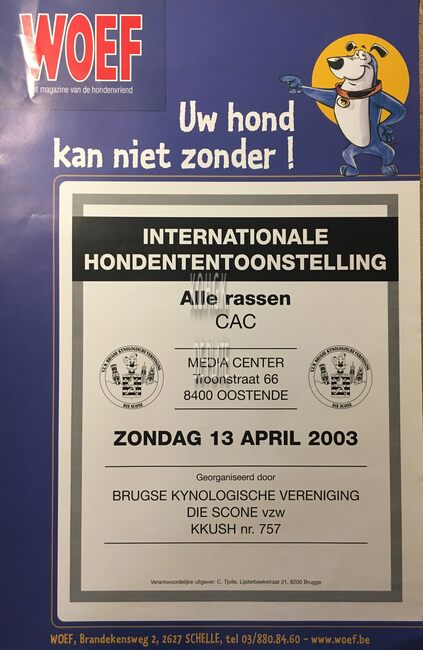 WOEF
et magazine van de hondenvriend
Uw hond
kan niet zonder !
INTERNATIONALE
HONDENTENTOONSTELLING
Alle rassen
CAC
MEDIA CENTER
Troonstraat 66
8400 OOSTENDE
ZONDAG 13 APRIL 2003
Georganiseerd door
BRUGSE KYNOLOGISCHE VERENIGING
DIE SCONE vzw
KKUSH nr. 757
Verantwoordelijke uitgever: C. Tjolle, Lijsterbeekstraat 21, 8200 Brugge
WOEF, Brandekensweg 2, 2627 SCHELLE, tel 03/880.84.60 – www.woef.be